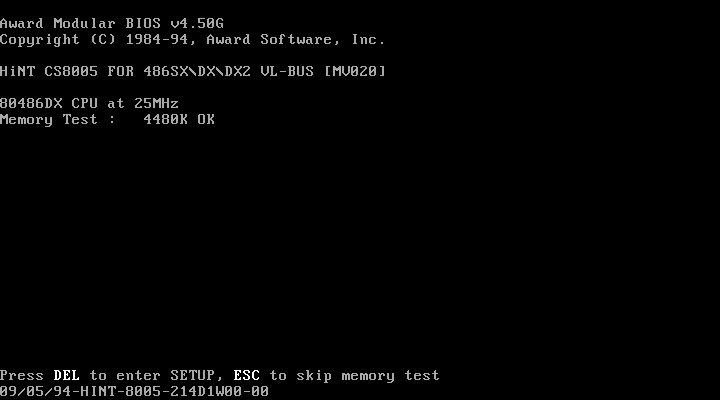 Award Modular BIOS v4.50G
Copyright (C) 1984-94, Award Software, Inc.
HiNT CS8005 FOR 486SX\DX\DX2 VL-BUS [MV020]
80486DX CPU at 25MHz
Memory Test :   4480K OK
Press DEL to enter SETUP, ESC to skip memory test
09/05/94-HINT-8005-214D1W00-00